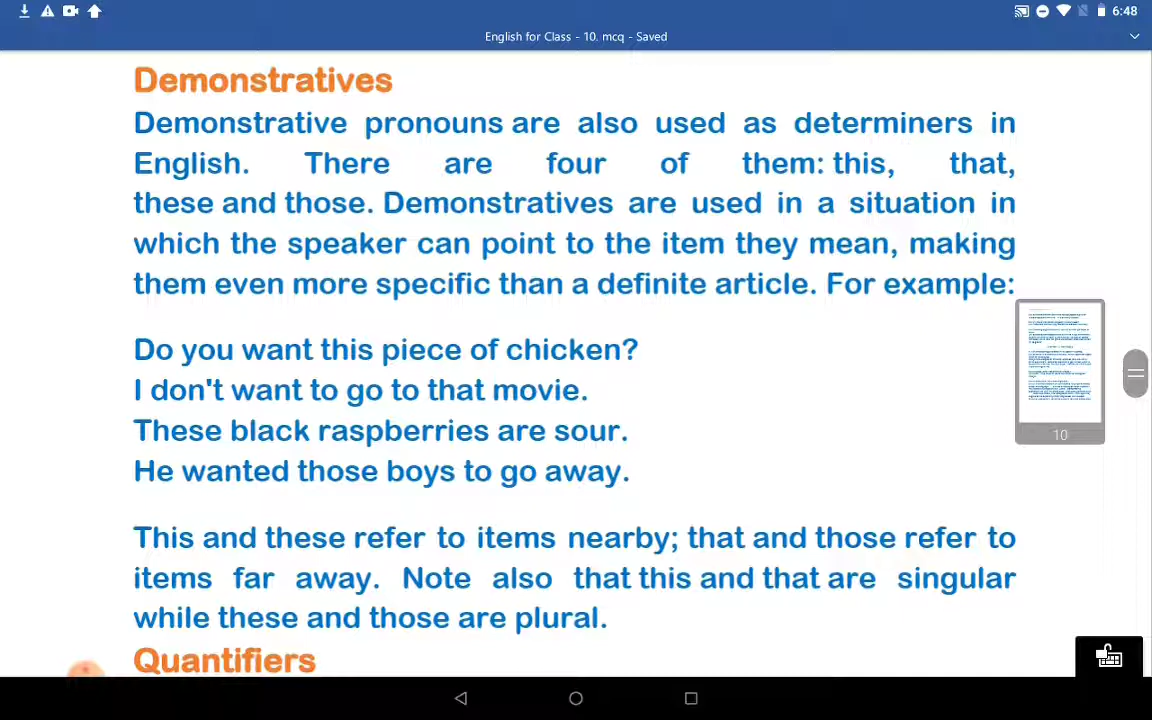 6:48
English for Class - 10. mcq - Saved
Demonstratives
Demonstrative pronouns are also used as determiners in
English. There are four of them: this, that,
these and those. Demonstratives are used in a situation in
which the speaker can point to the item they mean, making
them even more specific than a definite article. For example:
Do you want this piece of chicken?
I don't want to go to that movie.
These black raspberries are sour.
He wanted those boys to go away.
This and these refer to items nearby; that and those refer to
items far away. Note also that this and that are singular
while these and those are plural.
Quantifiers
10